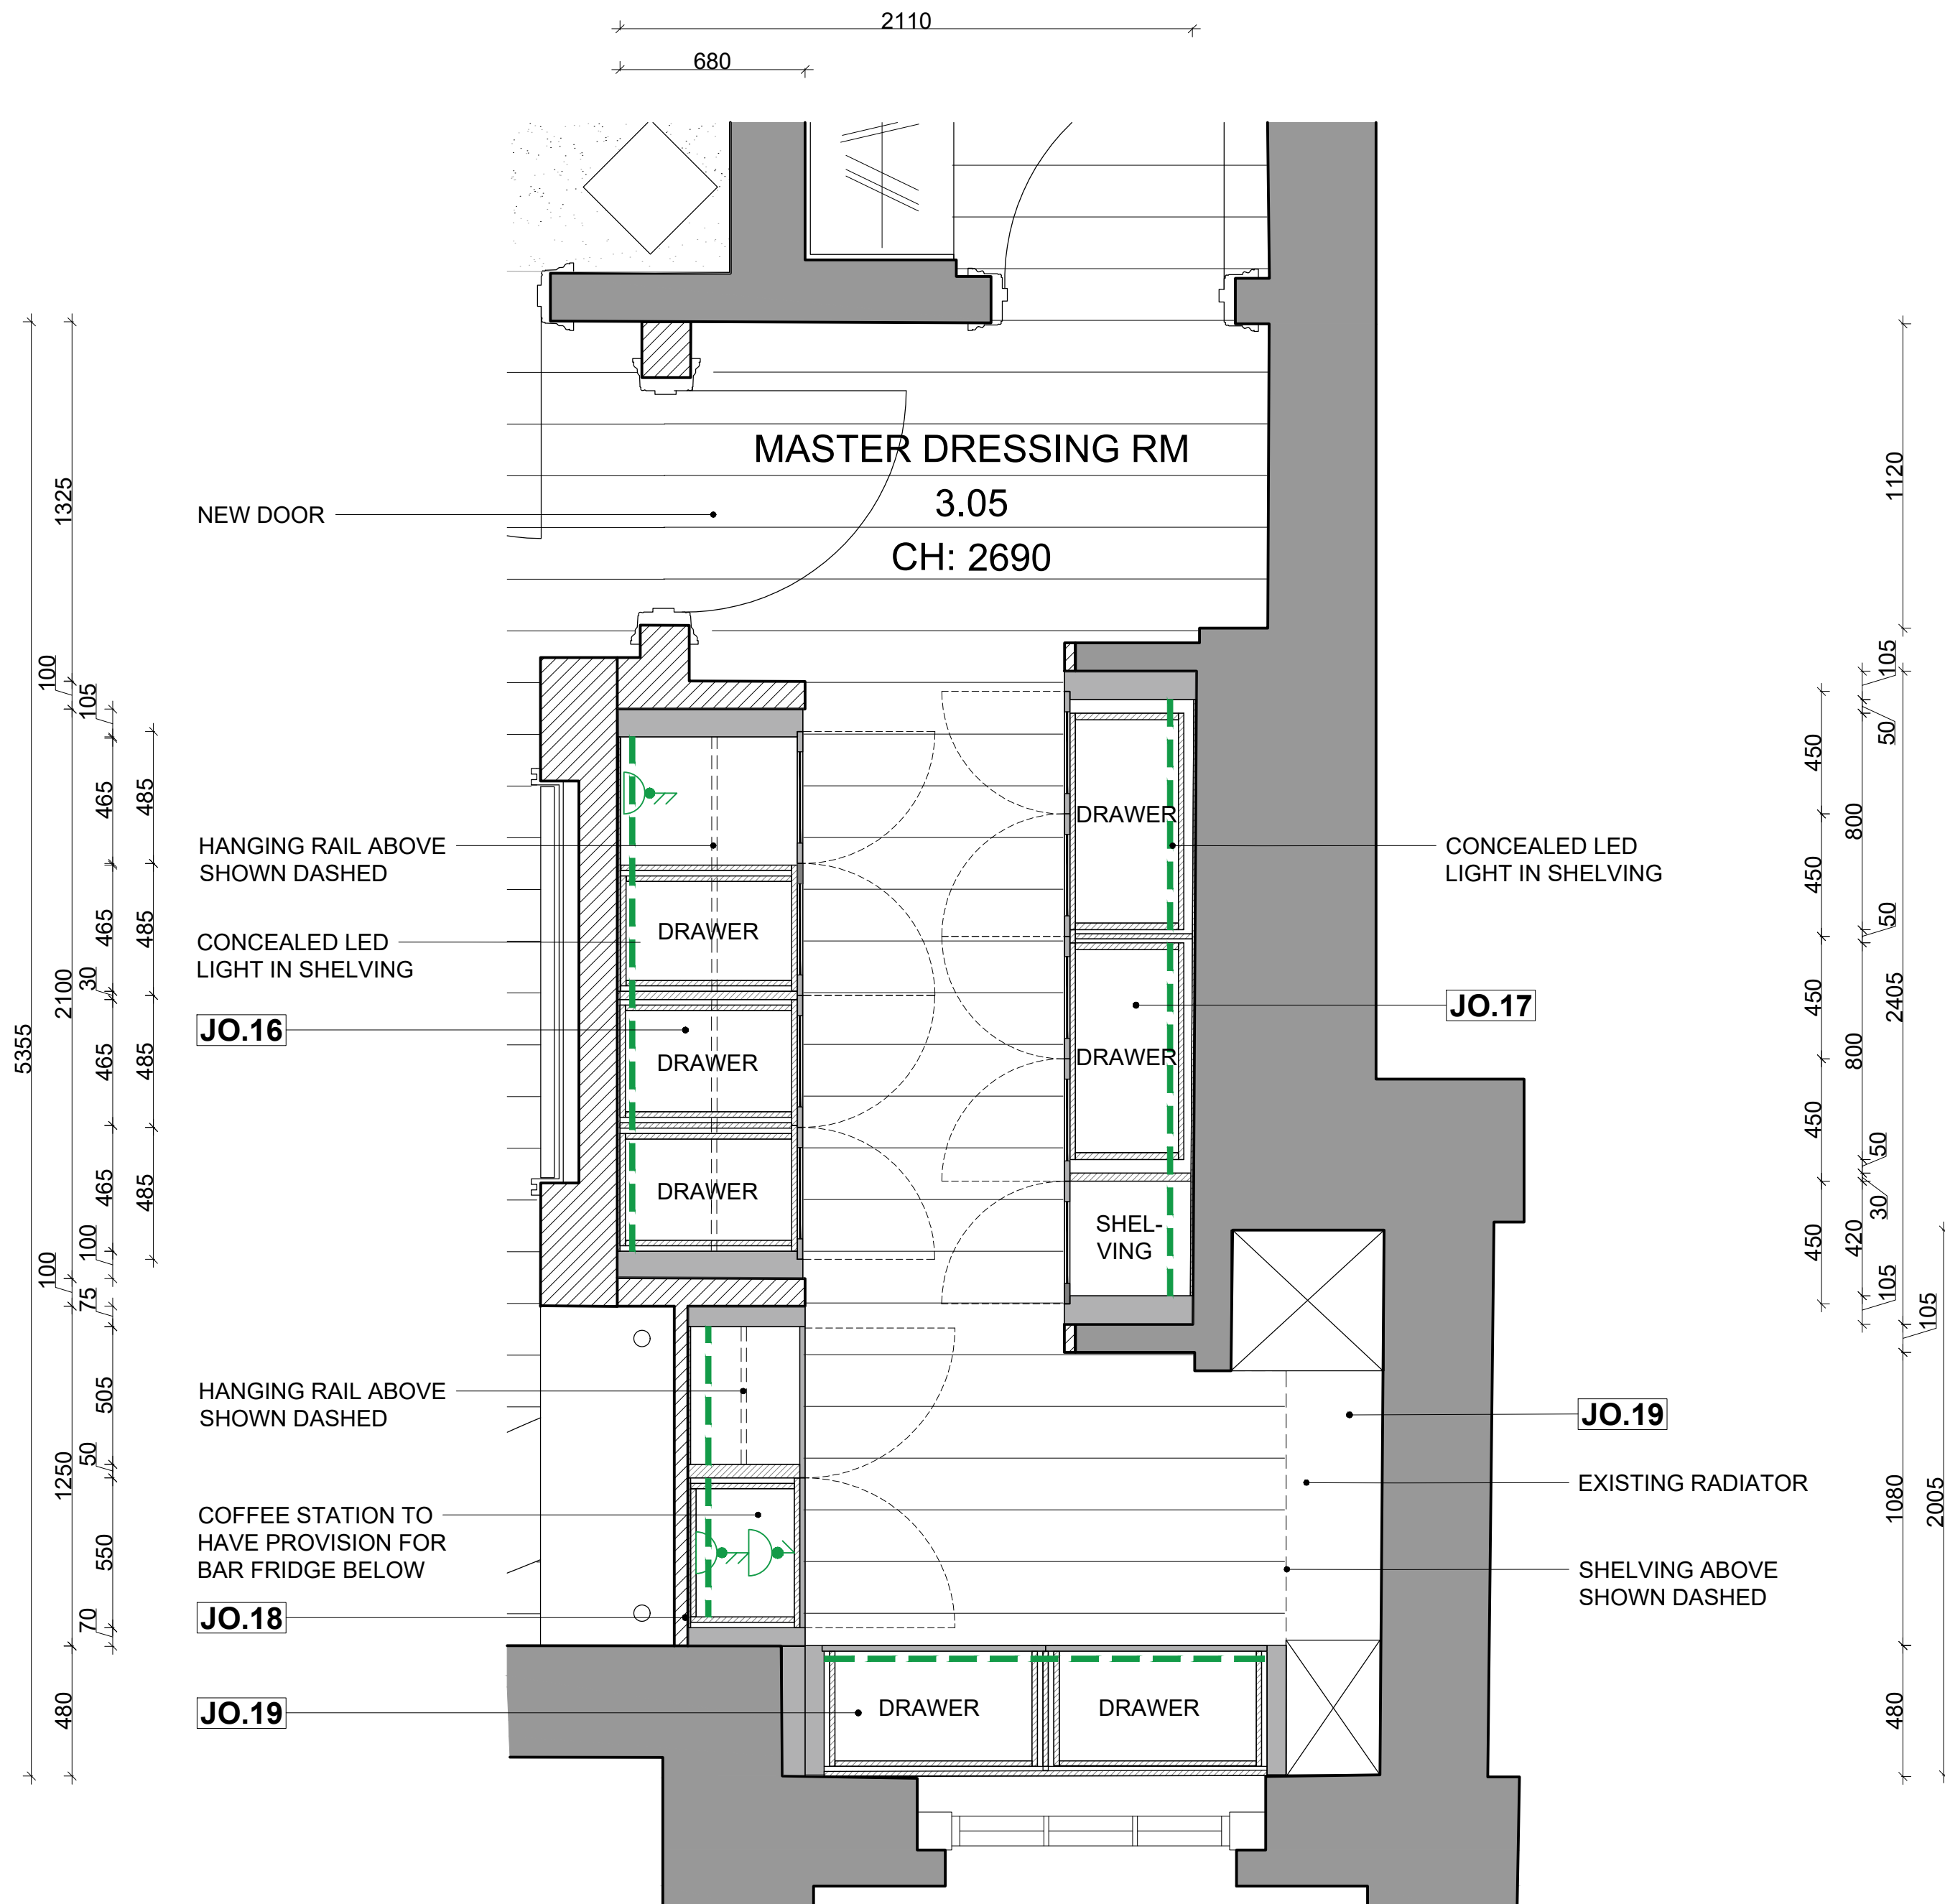 2110
680
MASTER DRESSING RM
3.05
CH: 2690
NEW DOOR
HANGING RAIL ABOVE
SHOWN DASHED
CONCEALED LED
LIGHT IN SHELVING
JO.16
HANGING RAIL ABOVE
SHOWN DASHED
COFFEE STATION TO
HAVE PROVISION FOR
BAR FRIDGE BELOW
JO.18
JO.19
5355
1325
100
2100
100
1250
480
105
465
465
30
465
465
100
75
505
50
550
70
485
485
485
485
DRAWER
DRAWER
DRAWER
DRAWER
DRAWER
SHEL-
VING
DRAWER
DRAWER
CONCEALED LED
LIGHT IN SHELVING
JO.17
JO.19
EXISTING RADIATOR
SHELVING ABOVE
SHOWN DASHED
450
450
450
450
450
800
800
420
105
50
50
50
30
105
1120
2405
105
1080
480
2005